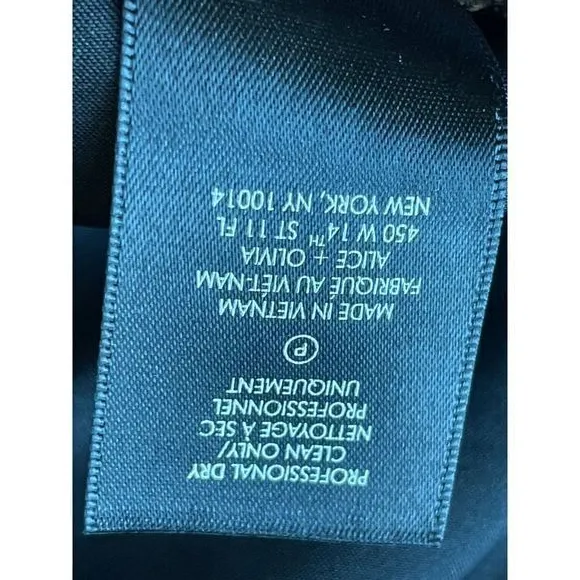 PROFESSIONAL DRY
CLEAN ONLY/
NETTOYAGE À SEC
PROFESSIONNEL
UNIQUEMENT
P
MADE IN VIETNAM
FABRIQUÉ AU VIET-NAM
ALICE + OLIVIA
450 W 14TH ST 11 FL
NEW YORK, NY 10014